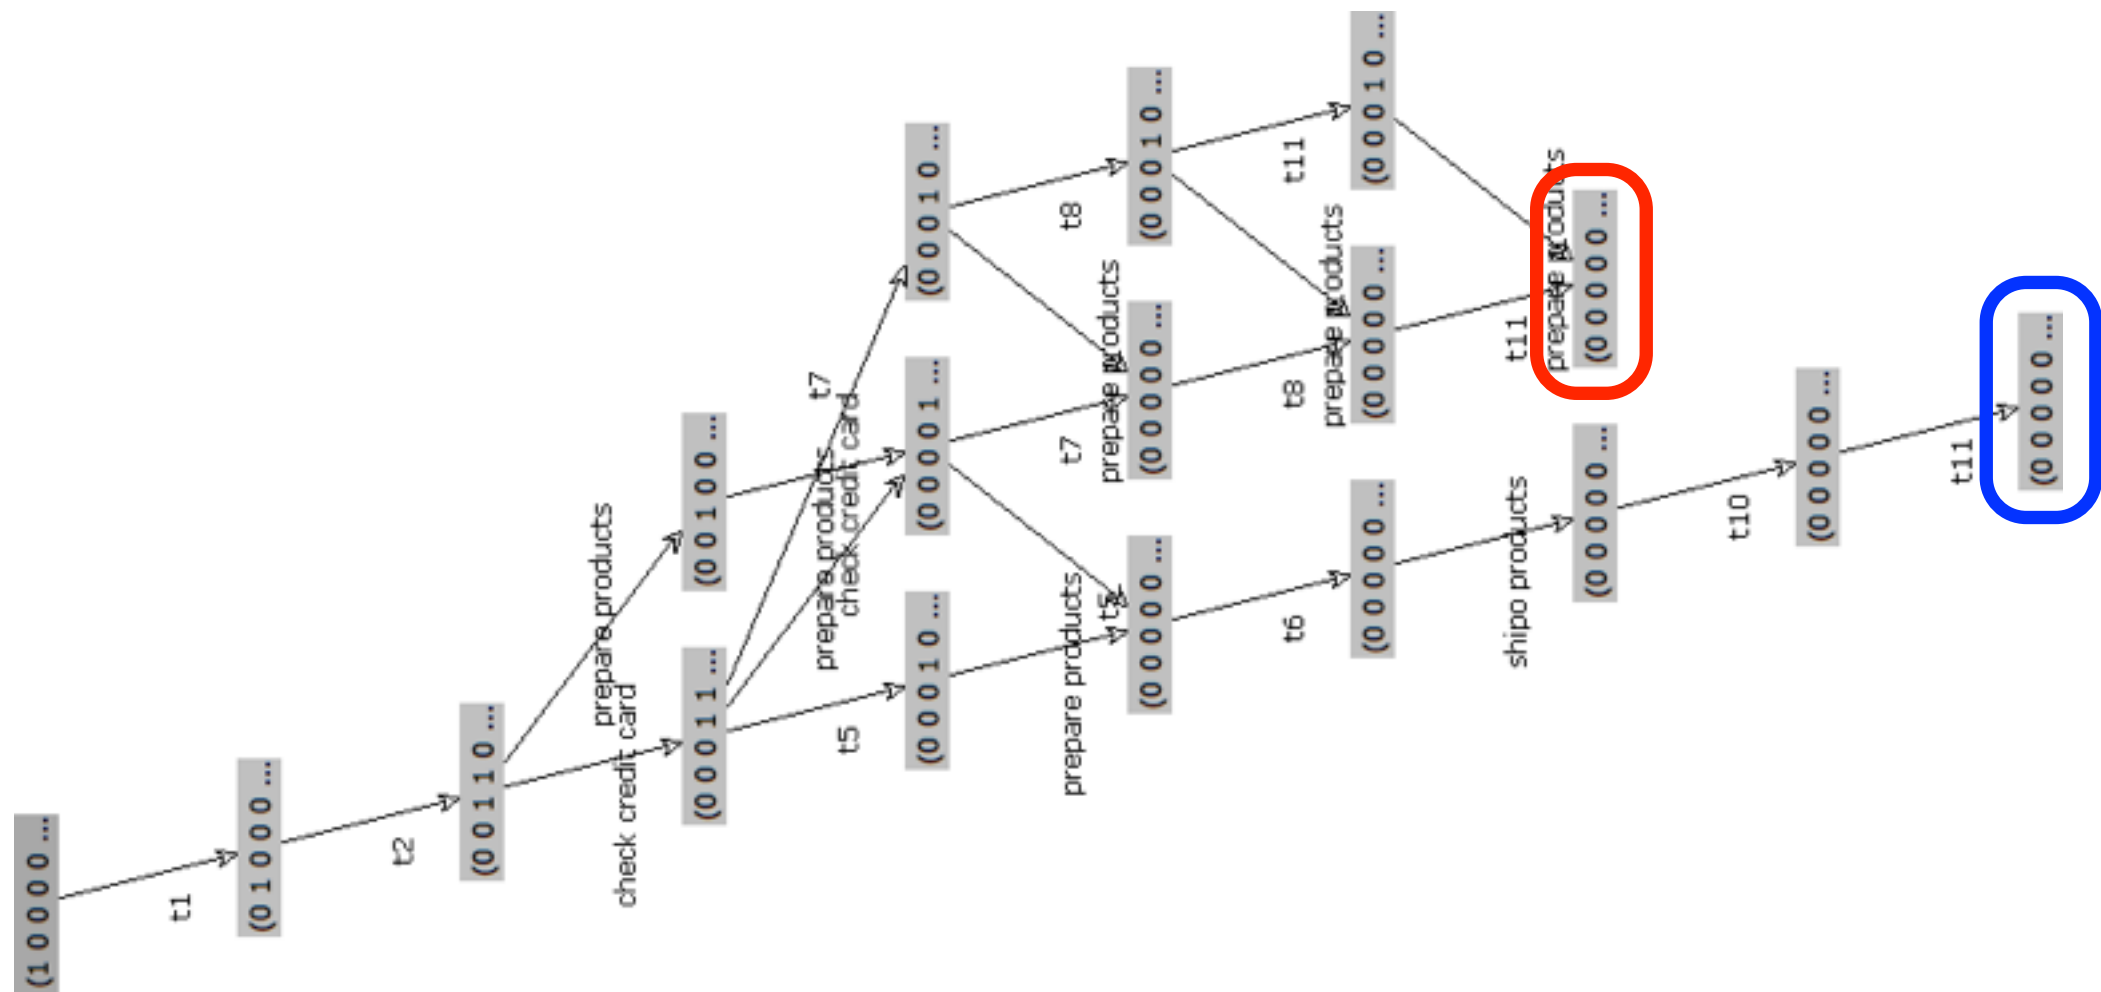 (1 0 0 0 0 ...
t1
(0 1 0 0 0 ...
t2
(0 0 1 1 0 ...
prepare products
check credit card
(0 0 1 0 0 ...
(0 0 0 1 1 ...
t7
prepare products
check credit card
t5
(0 0 0 1 0 ...
(0 0 0 0 1 ...
(0 0 0 1 0 ...
t8
t7
prepare products
t5
prepare products
(0 0 0 1 0 ...
(0 0 0 0 0 ...
(0 0 0 0 0 ...
t11
prepare products
t8
t6
(0 0 0 1 0 ...
(0 0 0 0 0 ...
(0 0 0 0 0 ...
prepare products
t11
shipo products
(0 0 0 0 0 ...
(0 0 0 0 0 ...
t10
(0 0 0 0 0 ...
t11
(0 0 0 0 0 ...